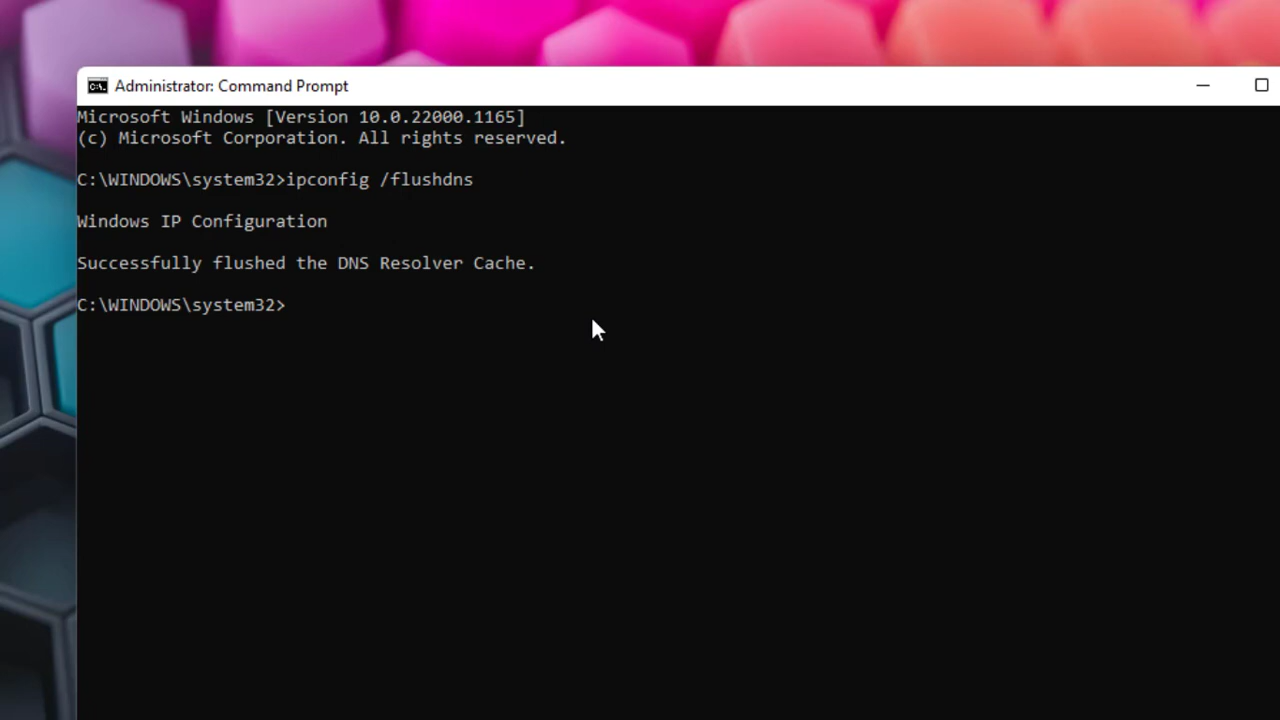 Administrator: Command Prompt
Microsoft Windows [Version 10.0.22000.1165]
(c) Microsoft Corporation. All rights reserved.
C:\WINDOWS\system32>ipconfig /flushdns
Windows IP Configuration
Successfully flushed the DNS Resolver Cache.
C:\WINDOWS\system32>